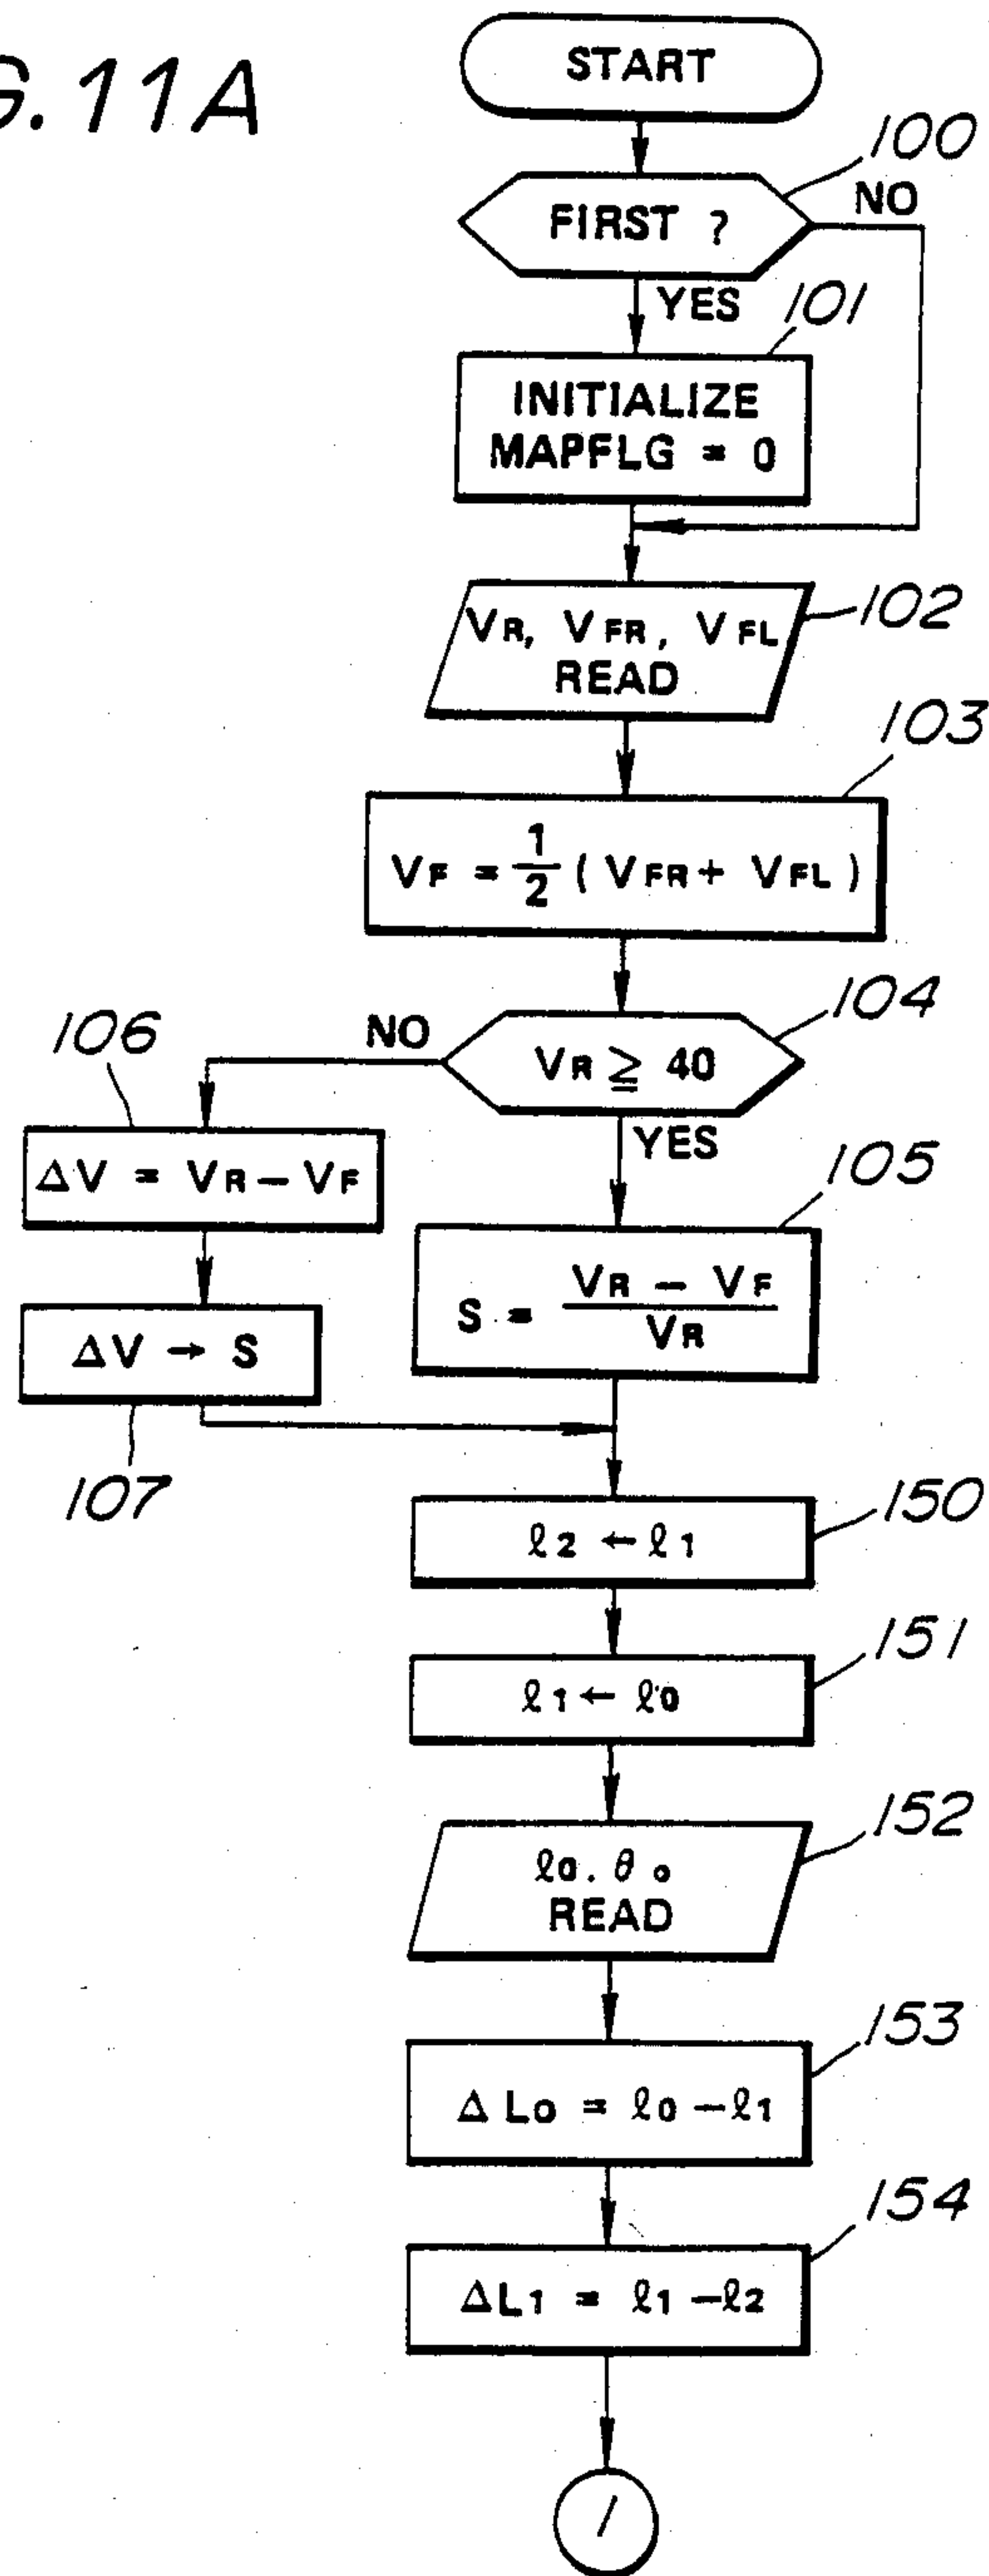 G. 11A
START
100
FIRST ?
NO
YES
101
INITIALIZE
MAPFLG = 0
VR, VFR, VFL
READ
102
103
VF = 1/2 ( VFR + VFL )
104
106
NO
VR ≧ 40
YES
ΔV = VR − VF
105
S = VR − VF / VR
ΔV → S
107
150
ℓ2 ← ℓ1
151
ℓ1 ← ℓ0
152
ℓ0. θ0
READ
153
ΔL0 = ℓ0 − ℓ1
154
ΔL1 = ℓ1 − ℓ2
1